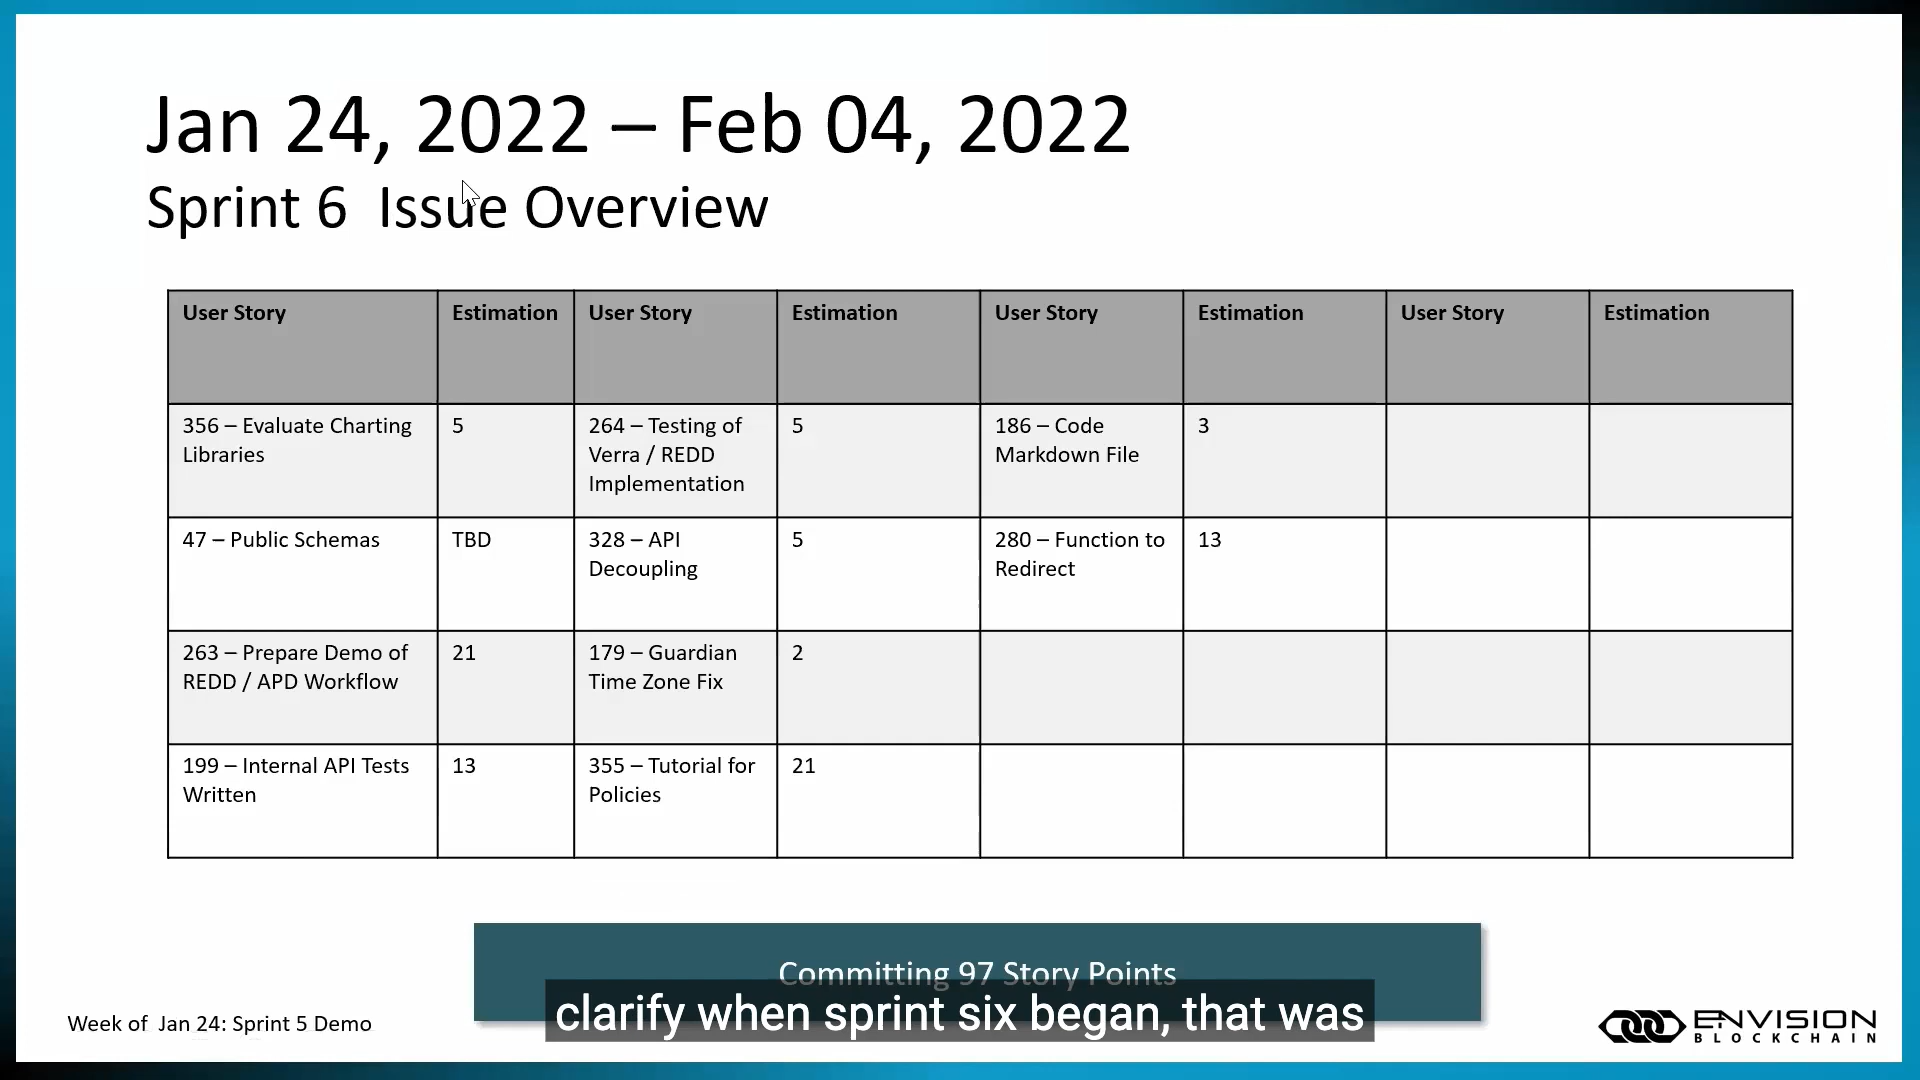 Jan 24, 2022 – Feb 04, 2022
Sprint 6  Issue Overview
User Story
Estimation
User Story
Estimation
User Story
Estimation
User Story
Estimation
356 – Evaluate Charting
Libraries
5
264 – Testing of
Verra / REDD
Implementation
5
186 – Code
Markdown File
3
47 – Public Schemas
TBD
328 – API
Decoupling
5
280 – Function to
Redirect
13
263 – Prepare Demo of
REDD / APD Workflow
21
179 – Guardian
Time Zone Fix
2
199 – Internal API Tests
Written
13
355 – Tutorial for
Policies
21
Committing 97 Story Points
clarify when sprint six began, that was
Week of  Jan 24: Sprint 5 Demo
ENVISION
BLOCKCHAIN